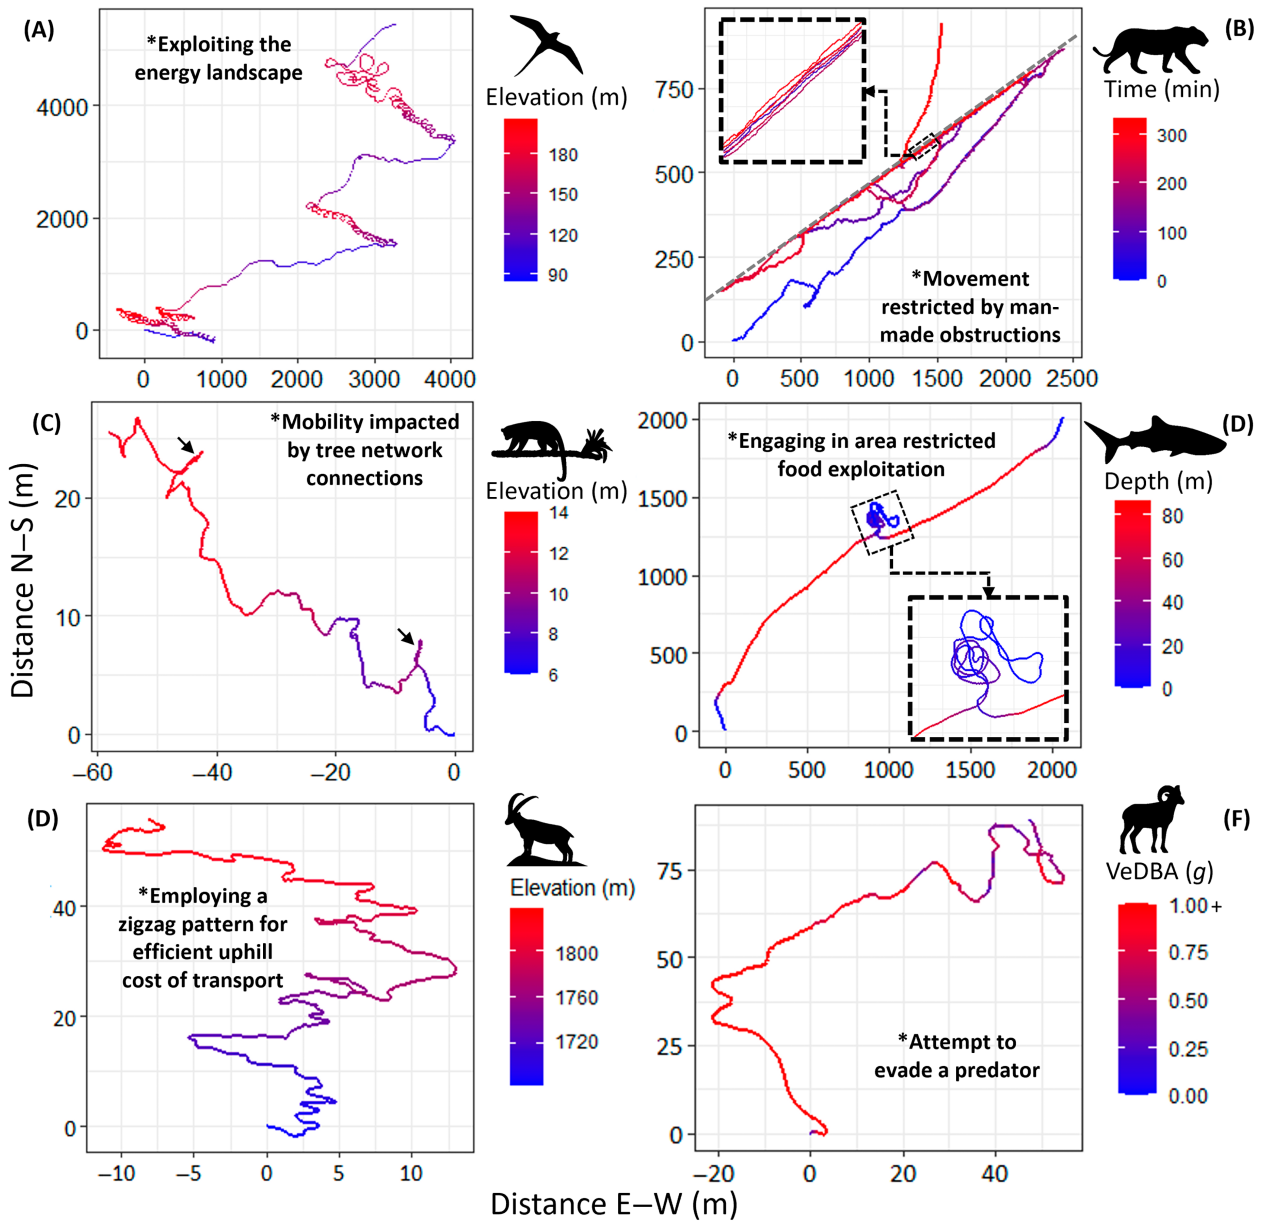 (A)
*Exploiting the
energy landscape
Elevation (m)
180
150
120
90
4000
2000
0
0 1000 2000 3000 4000
(B)
Time (min)
300
200
100
0
*Movement
restricted by man-
made obstructions
750
500
250
0
0 500 1000 1500 2000 2500
(C)
*Mobility impacted
by tree network
connections
Elevation (m)
14
12
10
8
6
20
10
0
−60 −40 −20 0
(D)
*Engaging in area restricted
food exploitation
Depth (m)
80
60
40
20
0
2000
1500
1000
500
0
0 500 1000 1500 2000
(D)
*Employing a
zigzag pattern for
efficient uphill
cost of transport
Elevation (m)
1800
1760
1720
40
20
0
−10 −5 0 5 10
(F)
VeDBA (g)
1.00+
0.75
0.50
0.25
0.00
*Attempt to
evade a predator
75
50
25
0
−20 0 20 40
Distance N−S (m)
Distance E−W (m)